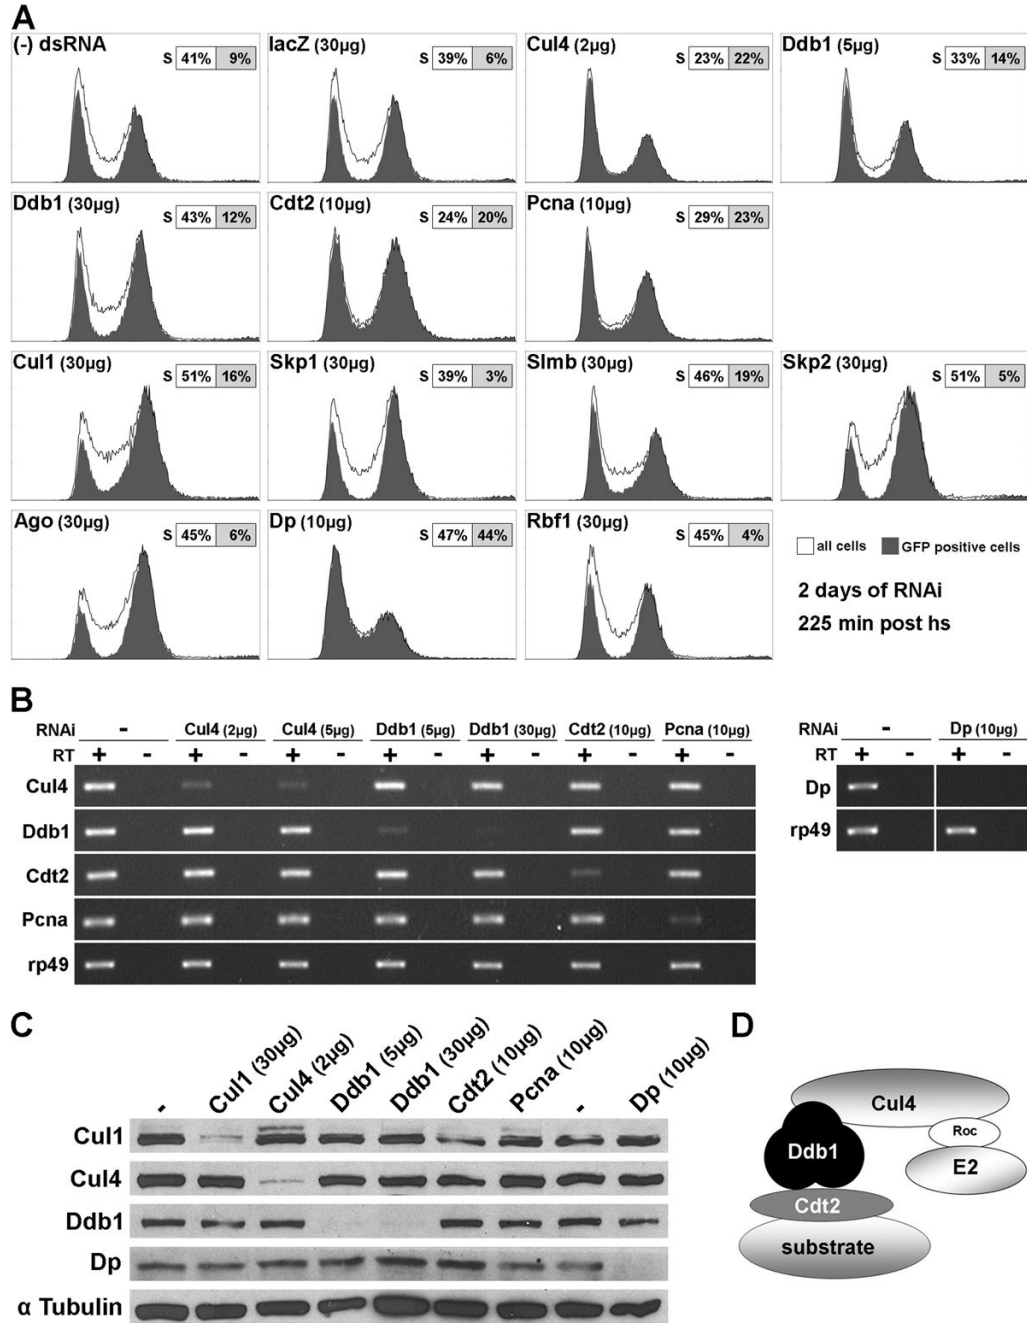 A
(-) dsRNA
S 41% 9%
lacZ (30μg)
S 39% 6%
Cul4 (2μg)
S 23% 22%
Ddb1 (5μg)
S 33% 14%
Ddb1 (30μg)
S 43% 12%
Cdt2 (10μg)
S 24% 20%
Pcna (10μg)
S 29% 23%
Cul1 (30μg)
S 51% 16%
Skp1 (30μg)
S 39% 3%
Slmb (30μg)
S 46% 19%
Skp2 (30μg)
S 51% 5%
Ago (30μg)
S 45% 6%
Dp (10μg)
S 47% 44%
Rbf1 (30μg)
S 45% 4%
all cells GFP positive cells
2 days of RNAi
225 min post hs
B
RNAi - Cul4 (2μg) Cul4 (5μg) Ddb1 (5μg) Ddb1 (30μg) Cdt2 (10μg) Pcna (10μg)
RT + - + - + - + - + - + - + -
Cul4
Ddb1
Cdt2
Pcna
rp49
RNAi - Dp (10μg)
RT + - + -
Dp
rp49
C
- Cul1 (30μg) Cul4 (2μg) Ddb1 (5μg) Ddb1 (30μg) Cdt2 (10μg) Pcna (10μg) - Dp (10μg)
Cul1
Cul4
Ddb1
Dp
α Tubulin
D
Cul4
Roc
Ddb1
E2
Cdt2
substrate